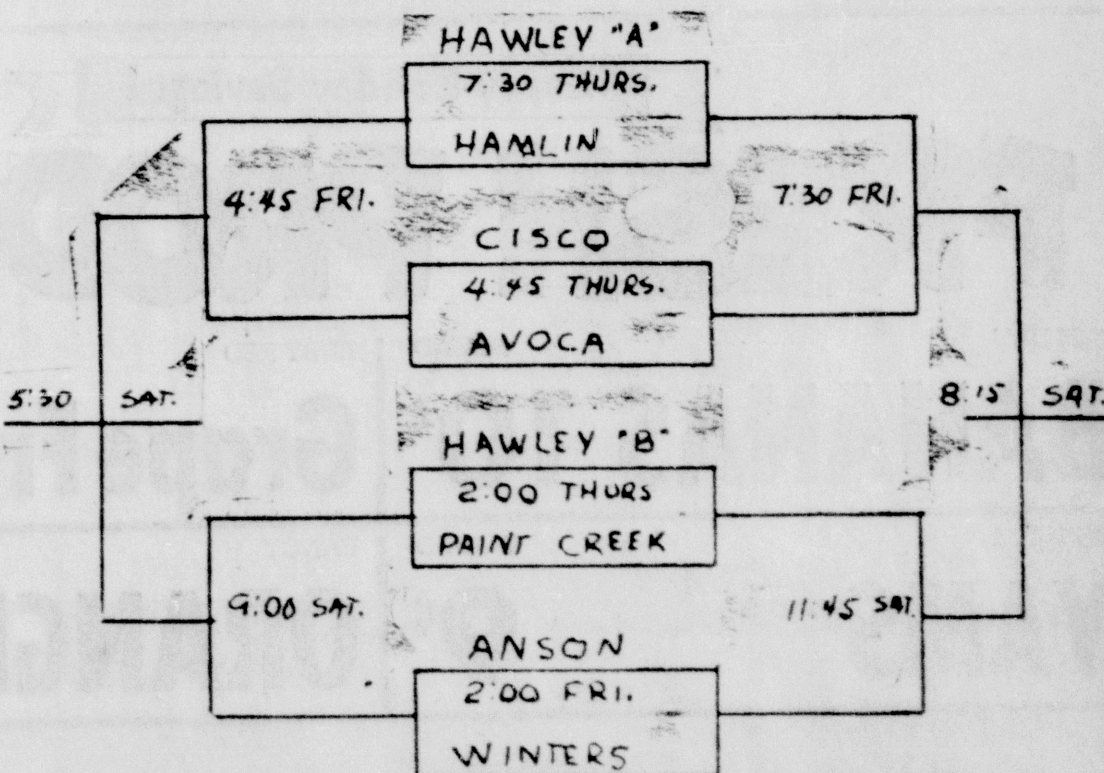 HAWLEY "A"
7:30 THURS.
HAMLIN
4:45 FRI.
7:30 FRI.
CISCO
4:45 THURS.
AVOCA
5:30 SAT.
8:15 SAT.
HAWLEY "B"
2:00 THURS
PAINT CREEK
9:00 SAT.
11:45 SAT.
ANSON
2:00 FRI.
WINTERS